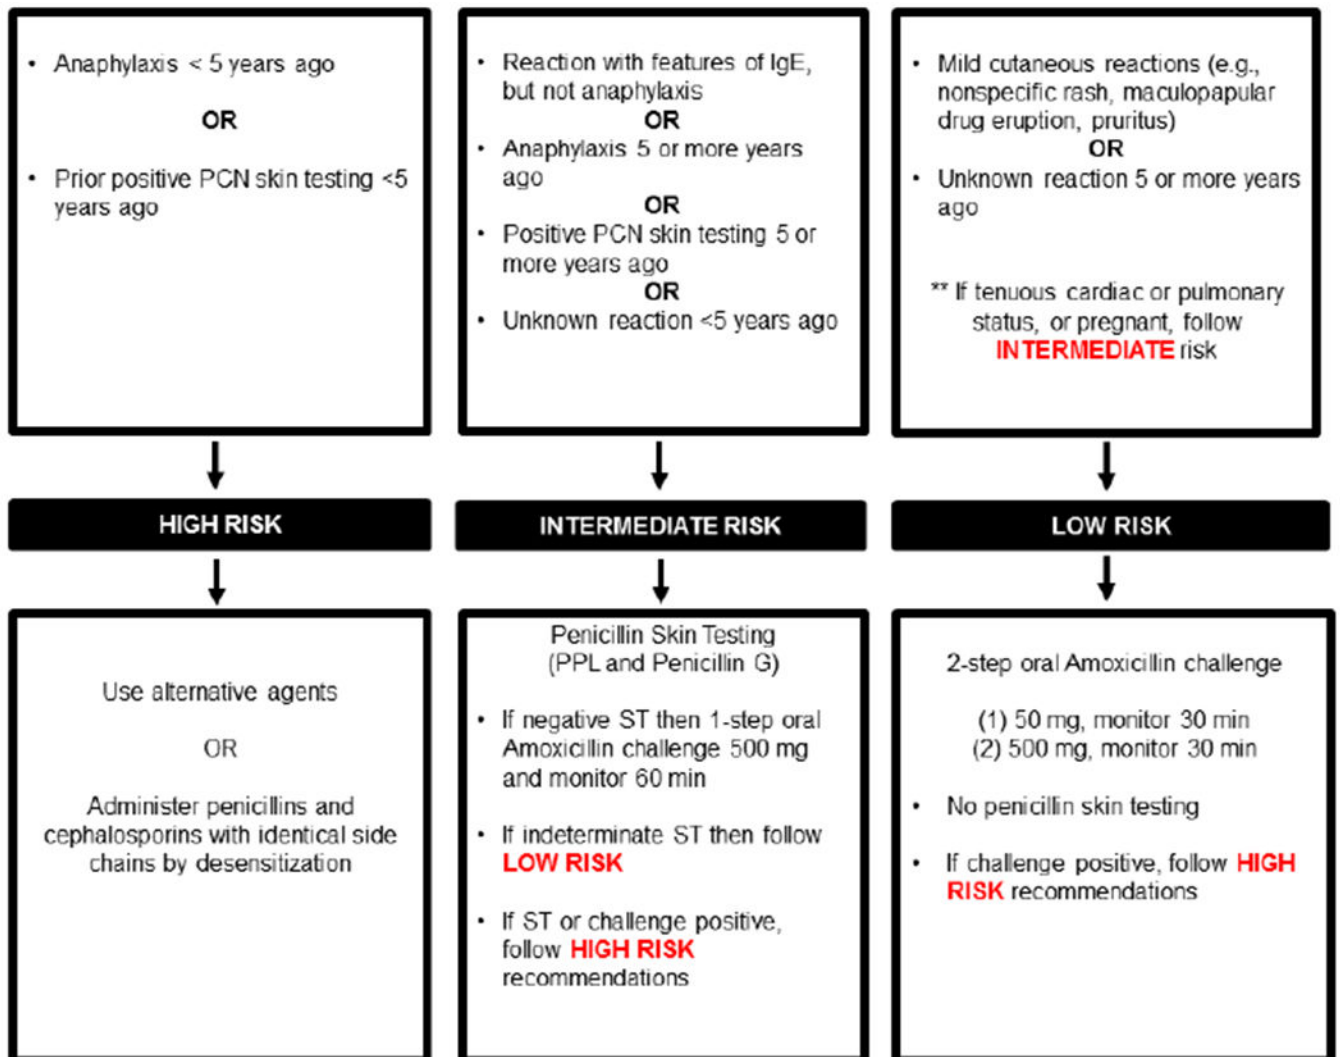 • Anaphylaxis < 5 years ago
OR
• Prior positive PCN skin testing <5
years ago
• Reaction with features of IgE,
but not anaphylaxis
OR
• Anaphylaxis 5 or more years
ago
OR
• Positive PCN skin testing 5 or
more years ago
OR
• Unknown reaction <5 years ago
• Mild cutaneous reactions (e.g.,
nonspecific rash, maculopapular
drug eruption, pruritus)
OR
• Unknown reaction 5 or more years
ago
** If tenuous cardiac or pulmonary
status, or pregnant, follow
INTERMEDIATE risk
HIGH RISK
INTERMEDIATE RISK
LOW RISK
Use alternative agents
OR
Administer penicillins and
cephalosporins with identical side
chains by desensitization
Penicillin Skin Testing
(PPL and Penicillin G)
• If negative ST then 1-step oral
Amoxicillin challenge 500 mg
and monitor 60 min
• If indeterminate ST then follow
LOW RISK
• If ST or challenge positive,
follow HIGH RISK
recommendations
2-step oral Amoxicillin challenge
(1) 50 mg, monitor 30 min
(2) 500 mg, monitor 30 min
• No penicillin skin testing
• If challenge positive, follow HIGH
RISK recommendations